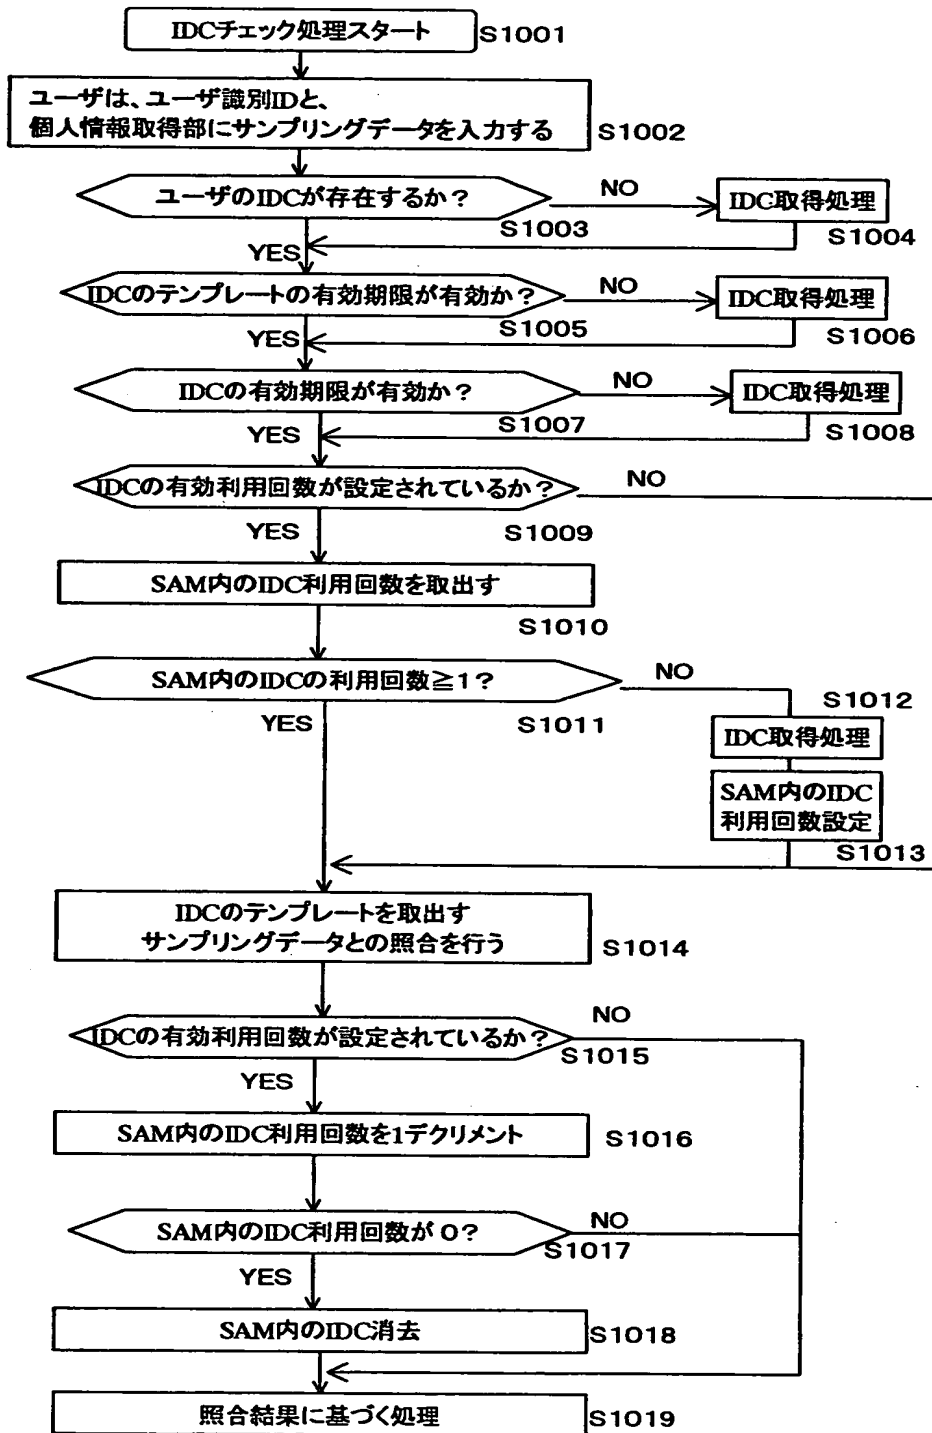 IDCチェック処理スタート
S1001
ユーザは、ユーザ識別IDと、
個人情報取得部にサンプリングデータを入力する
S1002
ユーザのIDCが存在するか？
NO
IDC取得処理
S1003
S1004
YES
IDCのテンプレートの有効期限が有効か？
NO
IDC取得処理
S1005
S1006
YES
IDCの有効期限が有効か？
NO
IDC取得処理
S1007
S1008
YES
IDCの有効利用回数が設定されているか？
NO
S1009
YES
SAM内のIDC利用回数を取出す
S1010
SAM内のIDCの利用回数≧1？
NO
S1011
YES
S1012
IDC取得処理
SAM内のIDC
利用回数設定
S1013
IDCのテンプレートを取出す
サンプリングデータとの照合を行う
S1014
IDCの有効利用回数が設定されているか？
NO
S1015
YES
SAM内のIDC利用回数を1デクリメント
S1016
SAM内のIDC利用回数が 0？
NO
S1017
YES
SAM内のIDC消去
S1018
照合結果に基づく処理
S1019